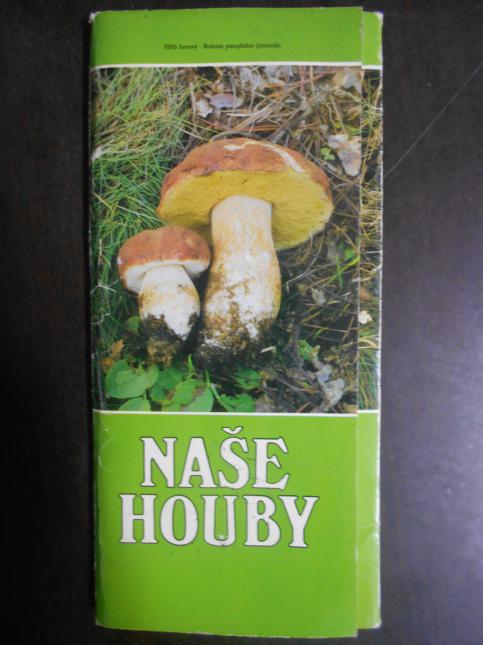 Hřib borový - Boletus pinophilus (pinicola)
NAŠE
HOUBY